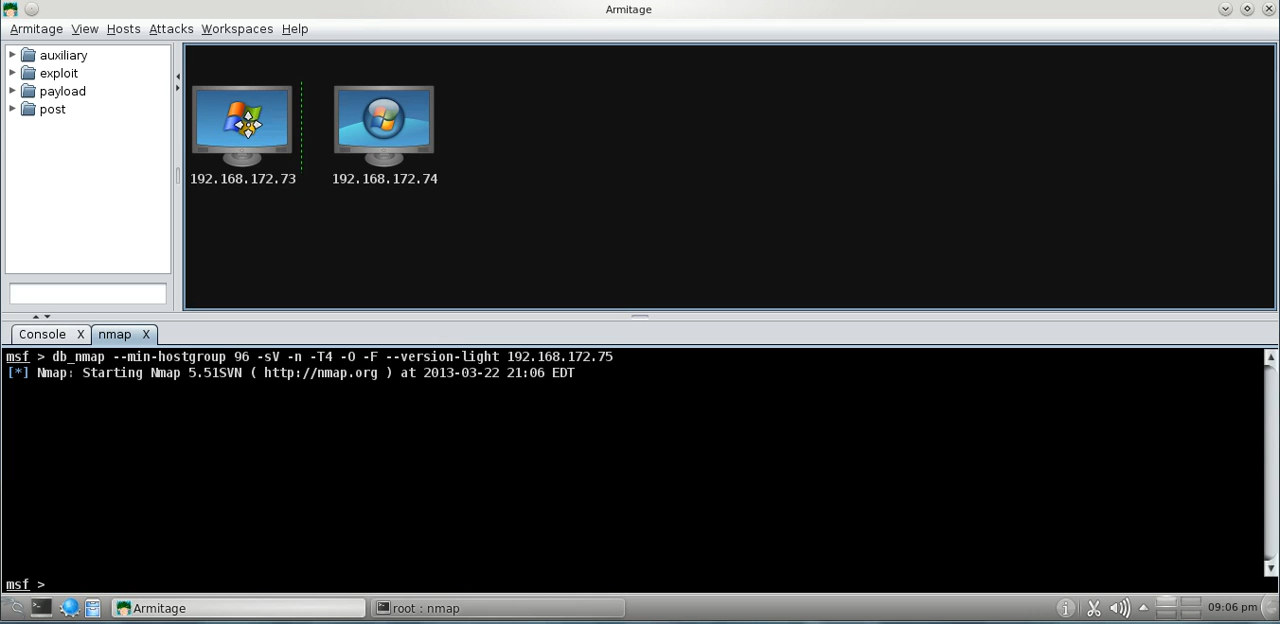 Armitage
Armitage View Hosts Attacks Workspaces Help
auxiliary
exploit
payload
post
192.168.172.73
192.168.172.74
Console X nmap X
msf > db_nmap --min-hostgroup 96 -sV -n -T4 -O -F --version-light 192.168.172.75
[*] Nmap: Starting Nmap 5.51SVN ( http://nmap.org ) at 2013-03-22 21:06 EDT
msf >
Armitage
root : nmap
09:06 pm